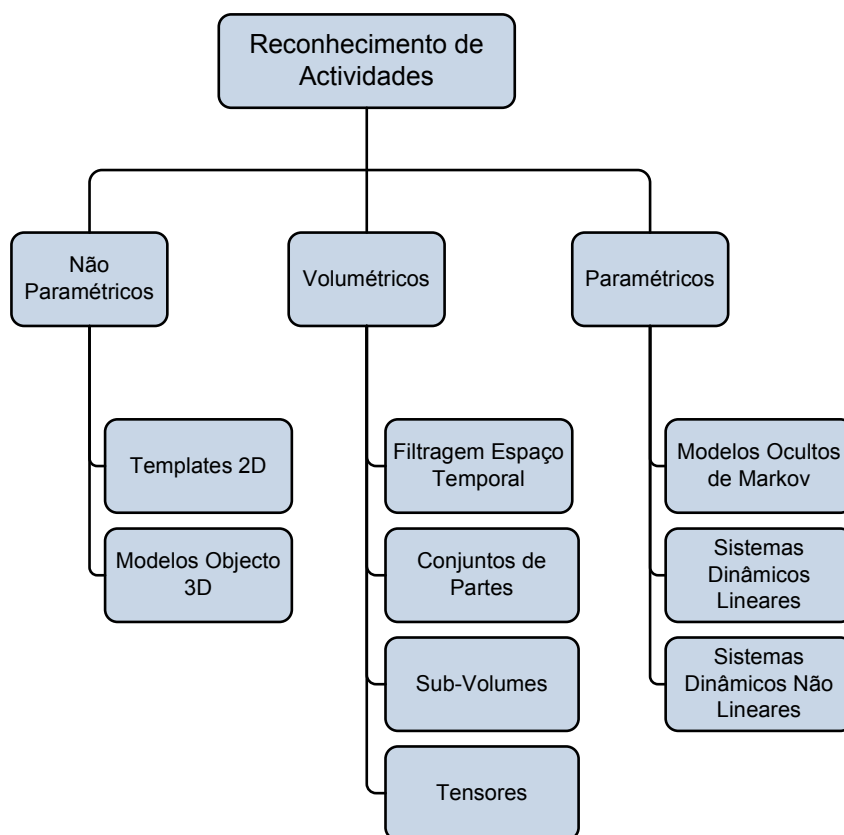 Reconhecimento de
Actividades
Não
Paramétricos
Volumétricos
Paramétricos
Templates 2D
Modelos Objecto
3D
Filtragem Espaço
Temporal
Conjuntos de
Partes
Sub-Volumes
Tensores
Modelos Ocultos
de Markov
Sistemas
Dinâmicos
Lineares
Sistemas
Dinâmicos Não
Lineares